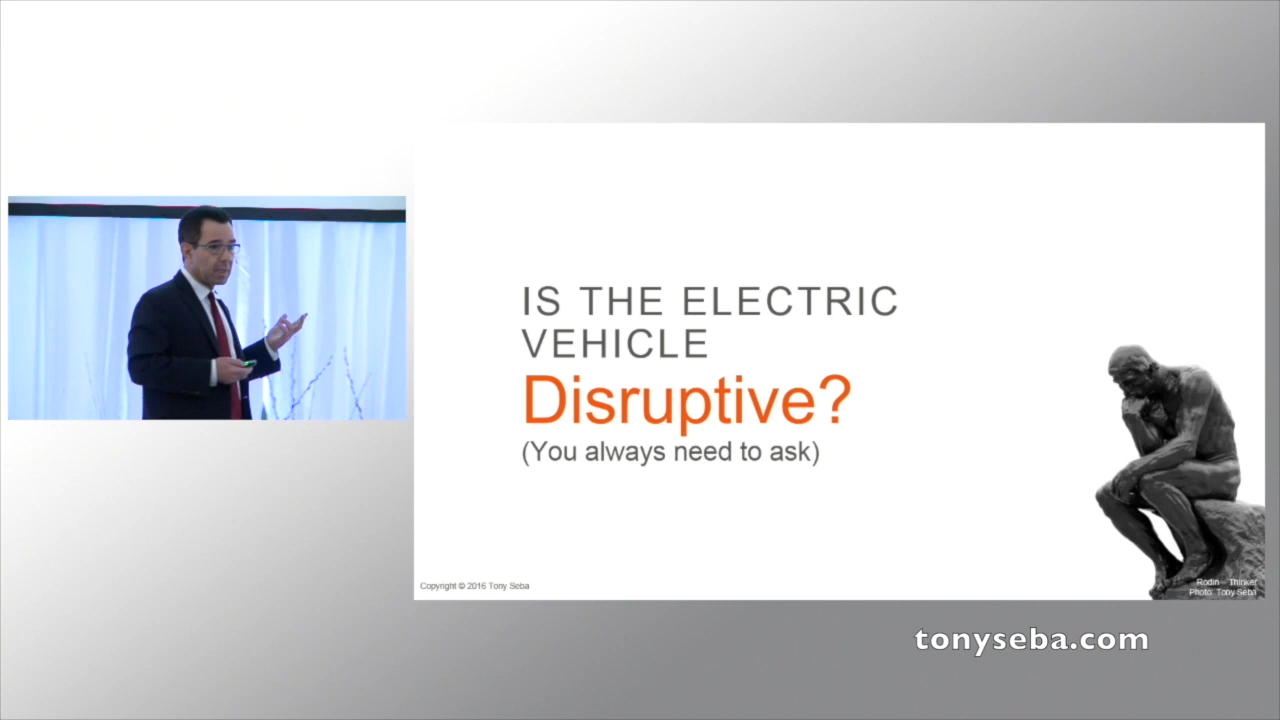 IS THE ELECTRIC
VEHICLE
Disruptive?
(You always need to ask)
Copyright © 2016 Tony Seba
Rodin – Thinker
Photo: Tony Seba
tonyseba.com